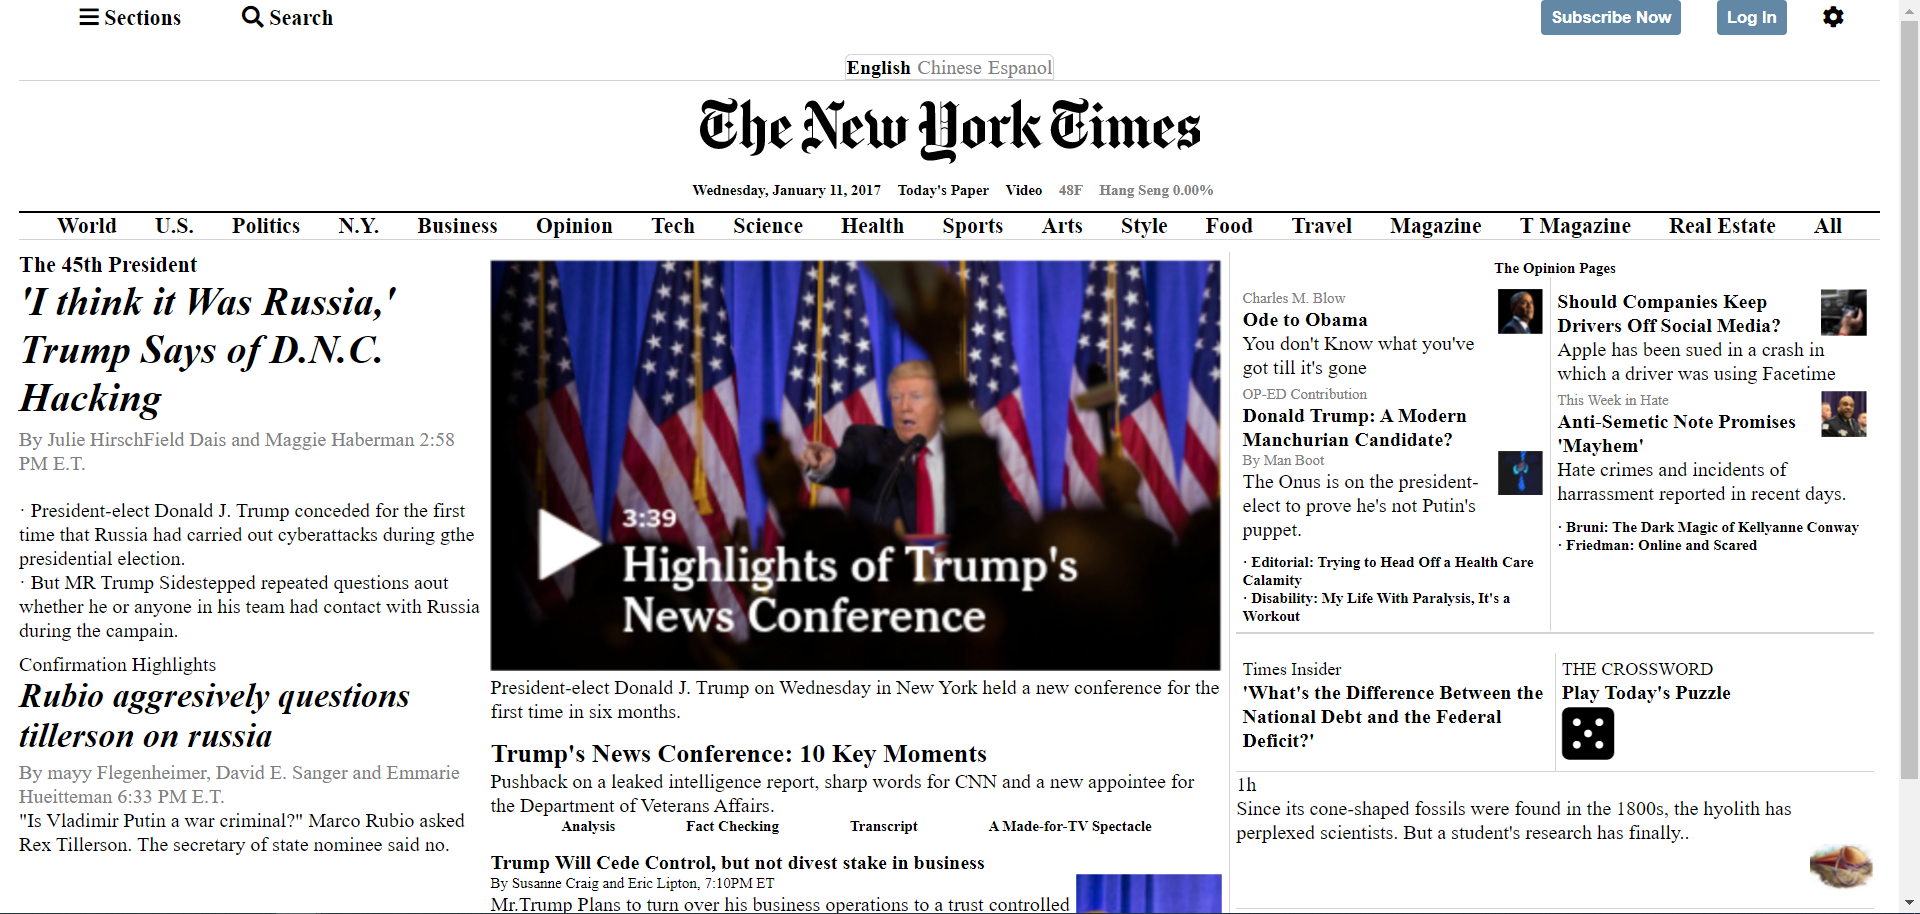 Sections
Search
Subscribe Now
Log In
English Chinese Espanol
The New York Times
Wednesday, January 11, 2017 Today's Paper Video 48F Hang Seng 0.00%
World U.S. Politics N.Y. Business Opinion Tech Science Health Sports Arts Style Food Travel Magazine T Magazine Real Estate All
The 45th President
'I think it Was Russia,'
Trump Says of D.N.C.
Hacking
By Julie HirschField Dais and Maggie Haberman 2:58
PM E.T.
· President-elect Donald J. Trump conceded for the first
time that Russia had carried out cyberattacks during gthe
presidential election.
· But MR Trump Sidestepped repeated questions aout
whether he or anyone in his team had contact with Russia
during the campain.
Confirmation Highlights
Rubio aggresively questions
tillerson on russia
By mayy Flegenheimer, David E. Sanger and Emmarie
Hueitteman 6:33 PM E.T.
"Is Vladimir Putin a war criminal?" Marco Rubio asked
Rex Tillerson. The secretary of state nominee said no.
3:39
Highlights of Trump's
News Conference
President-elect Donald J. Trump on Wednesday in New York held a new conference for the
first time in six months.
Trump's News Conference: 10 Key Moments
Pushback on a leaked intelligence report, sharp words for CNN and a new appointee for
the Department of Veterans Affairs.
Analysis Fact Checking Transcript A Made-for-TV Spectacle
Trump Will Cede Control, but not divest stake in business
By Susanne Craig and Eric Lipton, 7:10PM ET
Mr.Trump Plans to turn over his business operations to a trust controlled
The Opinion Pages
Charles M. Blow
Ode to Obama
You don't Know what you've
got till it's gone
OP-ED Contribution
Donald Trump: A Modern
Manchurian Candidate?
By Man Boot
The Onus is on the president-
elect to prove he's not Putin's
puppet.
· Editorial: Trying to Head Off a Health Care
Calamity
· Disability: My Life With Paralysis, It's a
Workout
Should Companies Keep
Drivers Off Social Media?
Apple has been sued in a crash in
which a driver was using Facetime
This Week in Hate
Anti-Semetic Note Promises
'Mayhem'
Hate crimes and incidents of
harrassment reported in recent days.
· Bruni: The Dark Magic of Kellyanne Conway
· Friedman: Online and Scared
Times Insider
'What's the Difference Between the
National Debt and the Federal
Deficit?'
THE CROSSWORD
Play Today's Puzzle
1h
Since its cone-shaped fossils were found in the 1800s, the hyolith has
perplexed scientists. But a student's research has finally..